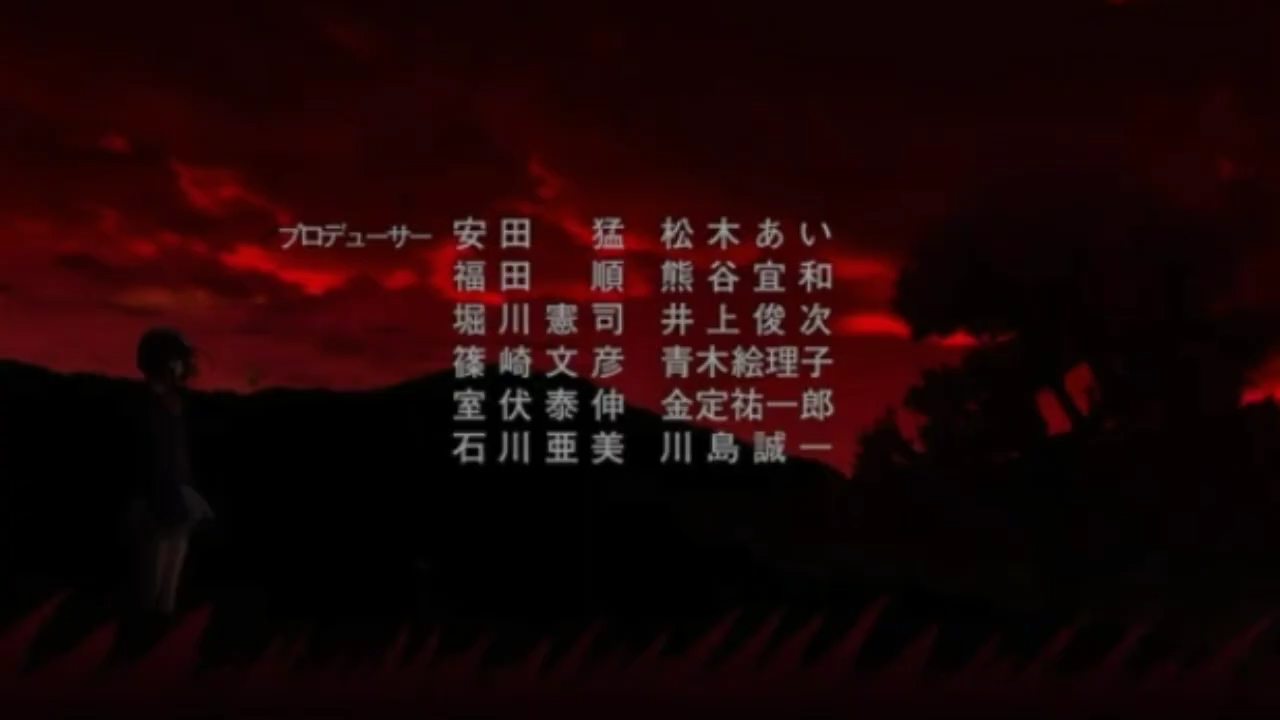 プロデューサー 安田 猛 松木あい
福田 順 熊谷宜和
堀川憲司 井上俊次
篠崎文彦 青木絵理子
室伏泰伸 金定祐一郎
石川亜美 川島誠一